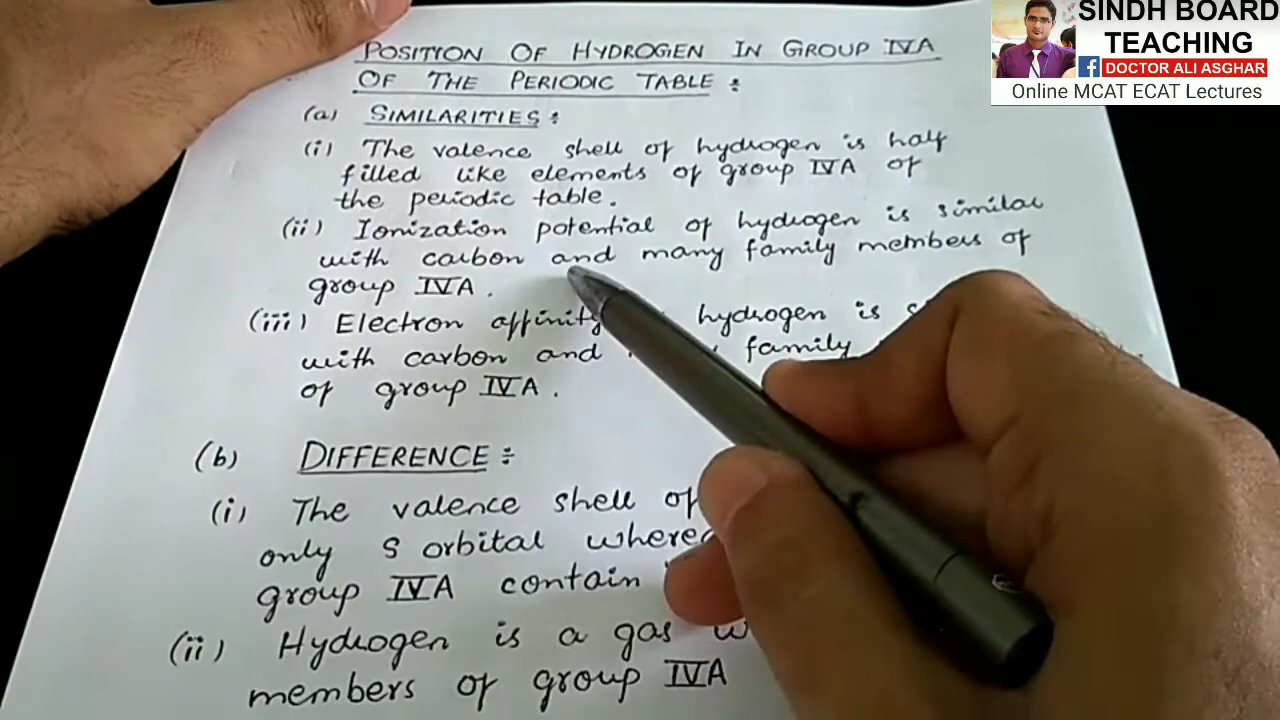 SINDH BOARD
TEACHING
f DOCTOR ALI ASGHAR
Online MCAT ECAT Lectures
POSITION OF HYDROGEN IN GROUP IVA
OF THE PERIODIC TABLE :
(a) SIMILARITIES :
(i) The valence shell of hydrogen is half
filled like elements of group IVA of
the periodic table.
(ii) Ionization potential of hydrogen is similar
with carbon and many family members of
group IVA.
(iii) Electron affinity hydrogen is
with carbon and family
of group IVA.
(b) DIFFERENCE :
(i) The valence shell of
only S orbital
group IVA contain
(ii) Hydrogen is a gas
members of group IVA